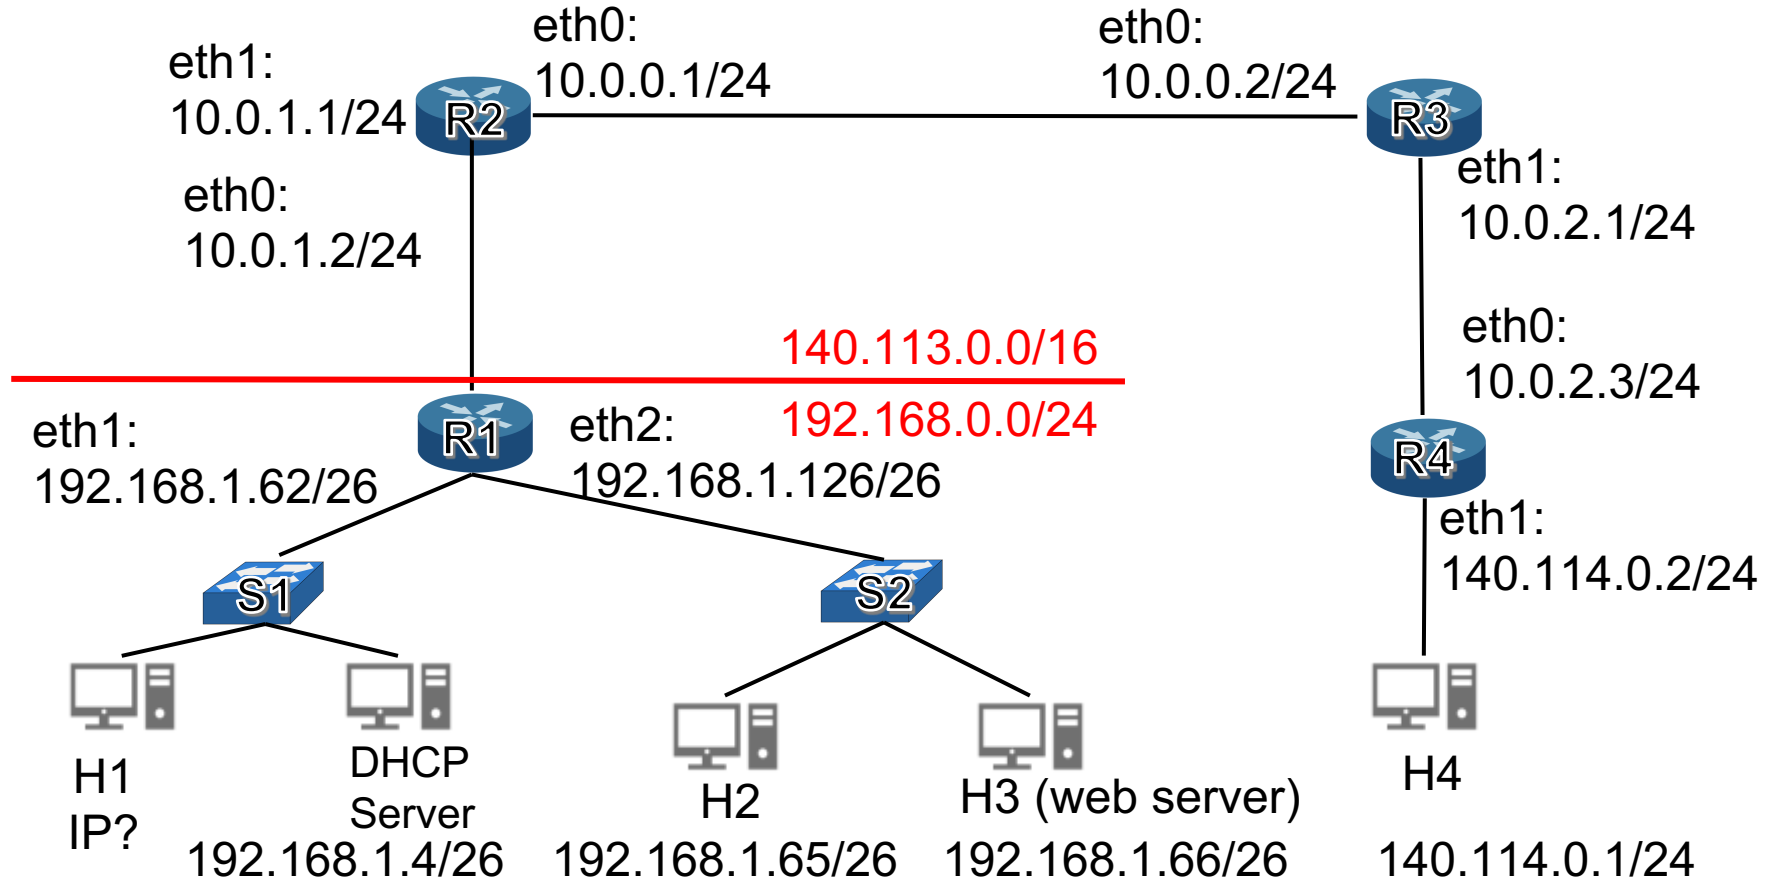 eth0:
10.0.0.1/24
eth0:
10.0.0.2/24
eth1:
10.0.1.1/24
R2
R3
eth0:
10.0.1.2/24
eth1:
10.0.2.1/24
140.113.0.0/16
192.168.0.0/24
eth0:
10.0.2.3/24
eth1:
192.168.1.62/26
R1
eth2:
192.168.1.126/26
R4
eth1:
140.114.0.2/24
S1
S2
H1
IP?
DHCP
Server
192.168.1.4/26
H2
192.168.1.65/26
H3 (web server)
192.168.1.66/26
H4
140.114.0.1/24